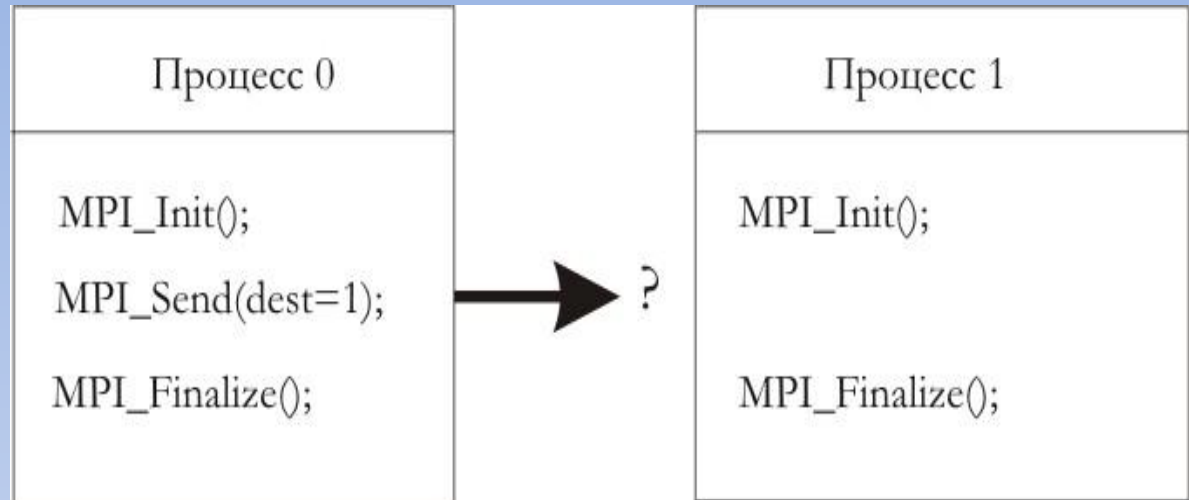 Процесс 0
MPI_Init();
MPI_Send(dest=1);
MPI_Finalize();
?
Процесс 1
MPI_Init();
MPI_Finalize();